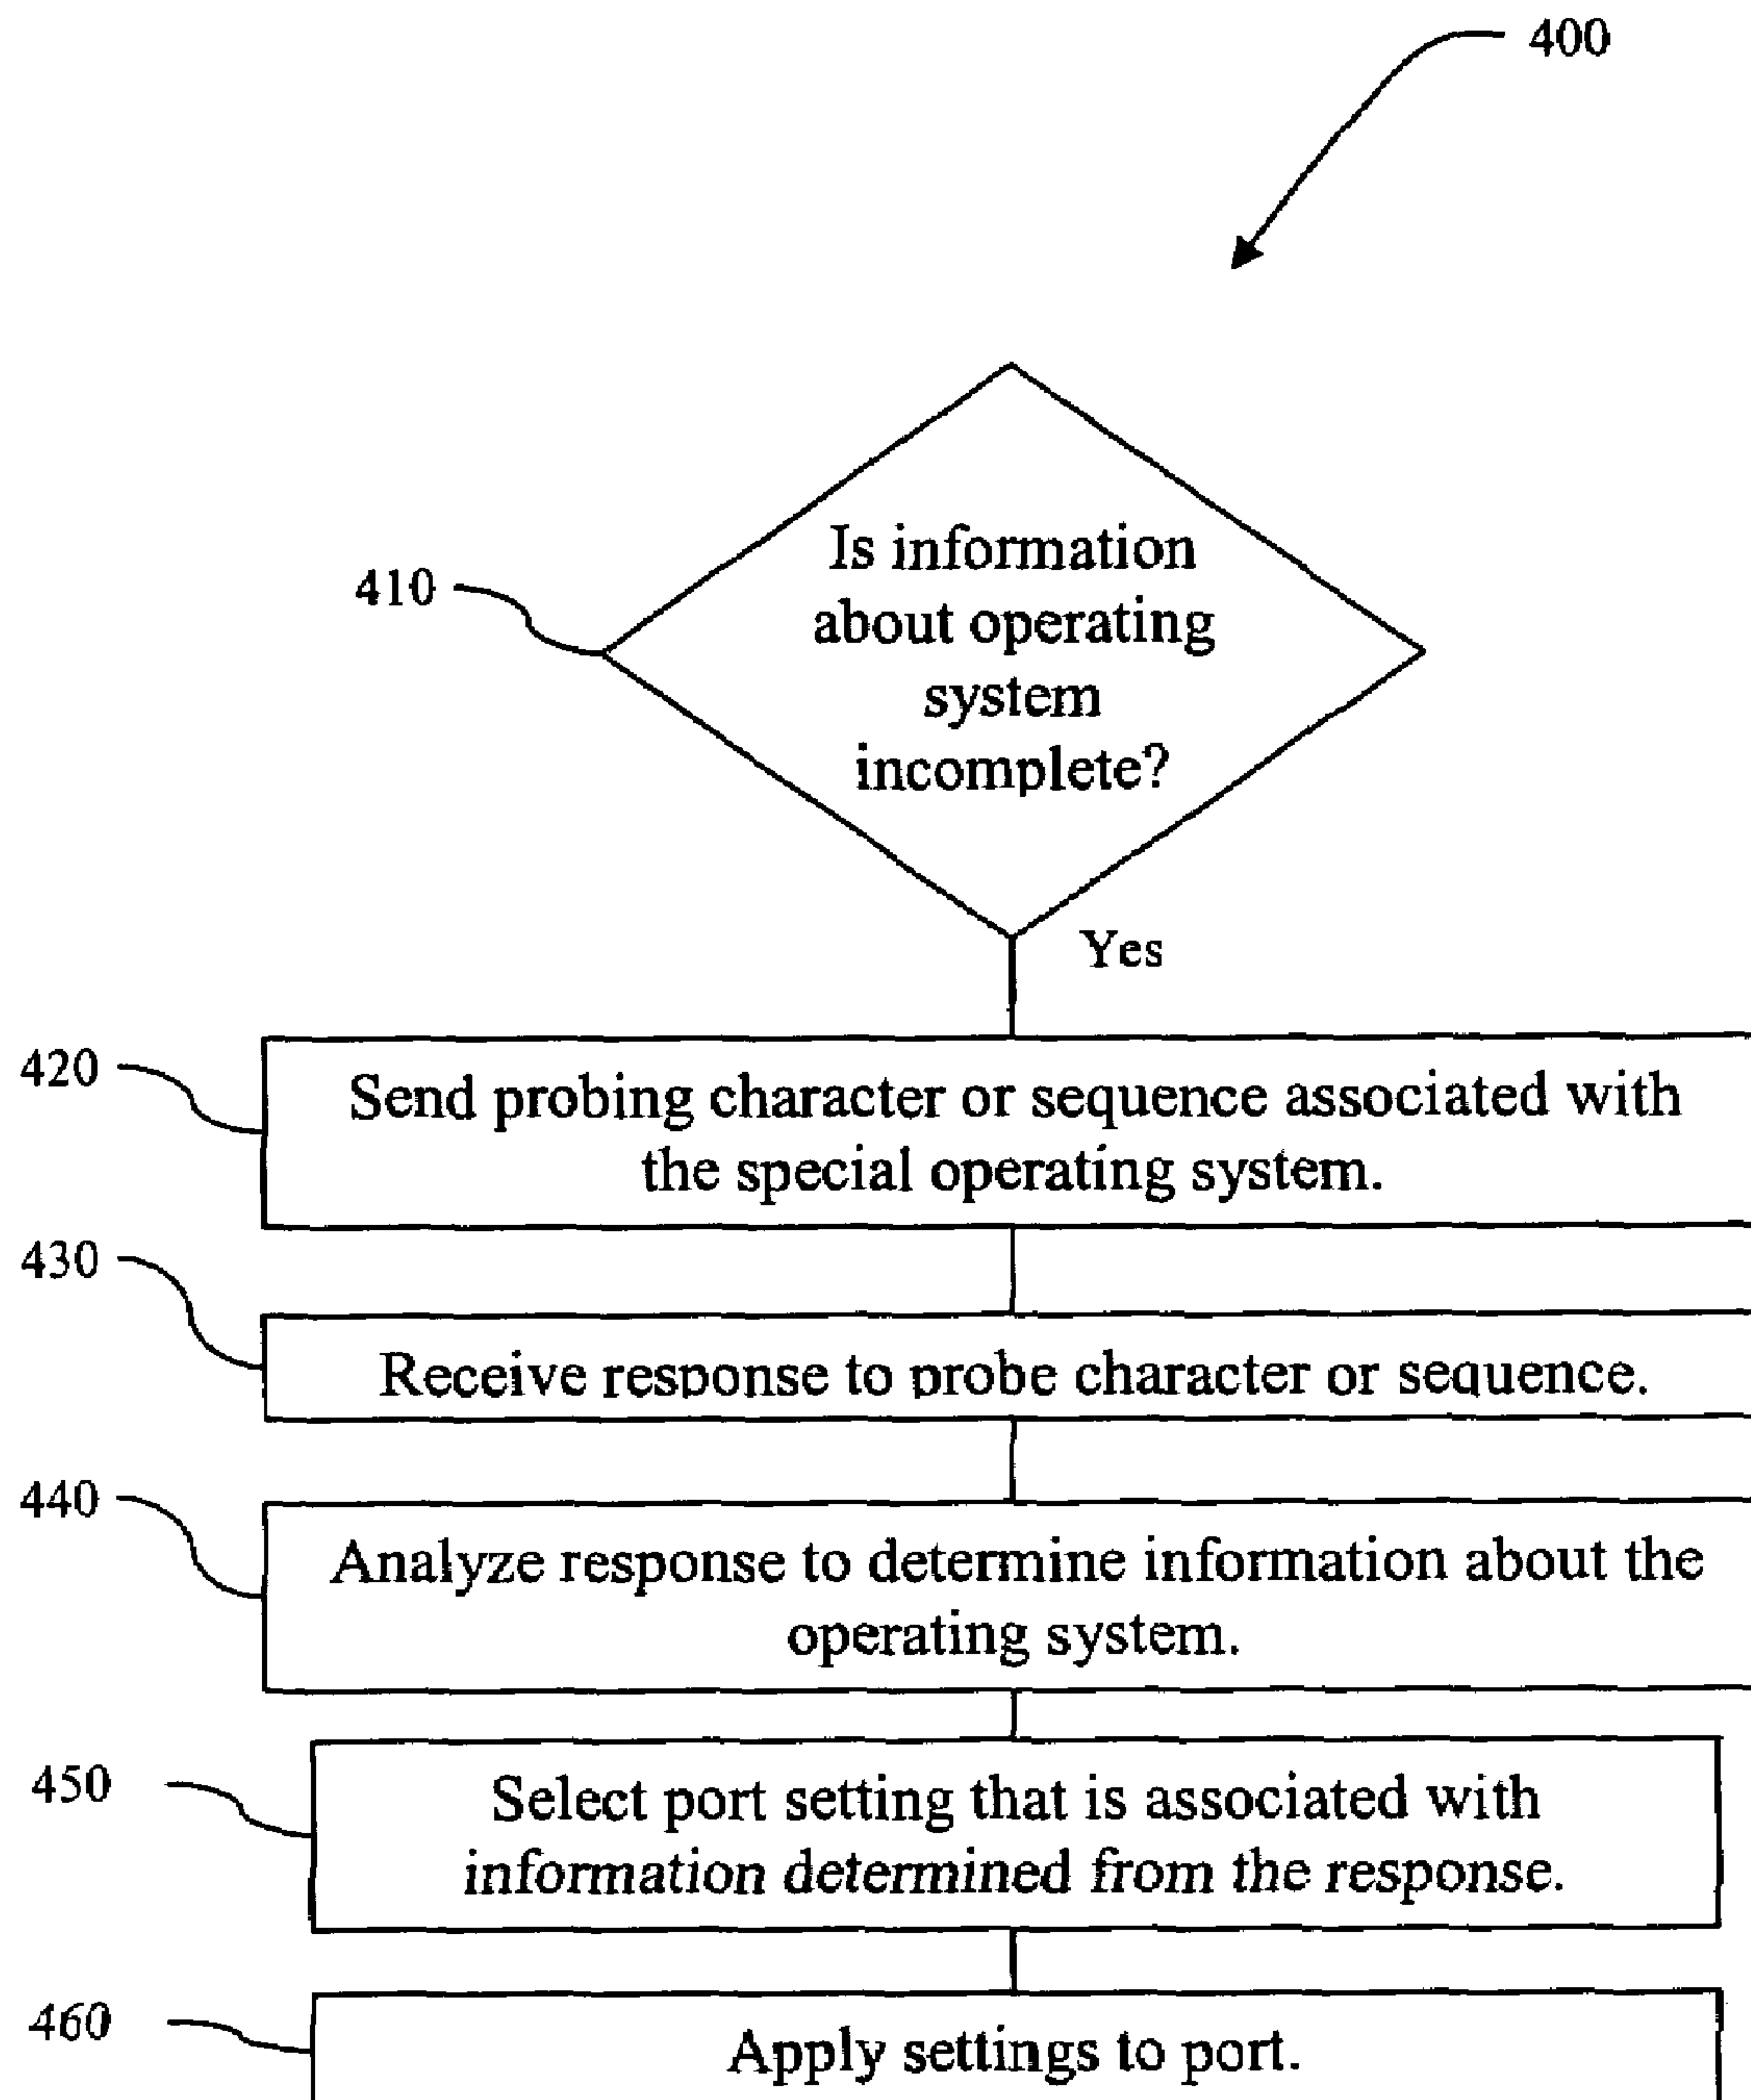 400
410
Is information
about operating
system
incomplete?
Yes
420
Send probing character or sequence associated with
the special operating system.
430
Receive response to probe character or sequence.
440
Analyze response to determine information about the
operating system.
450
Select port setting that is associated with
information determined from the response.
460
Apply settings to port.